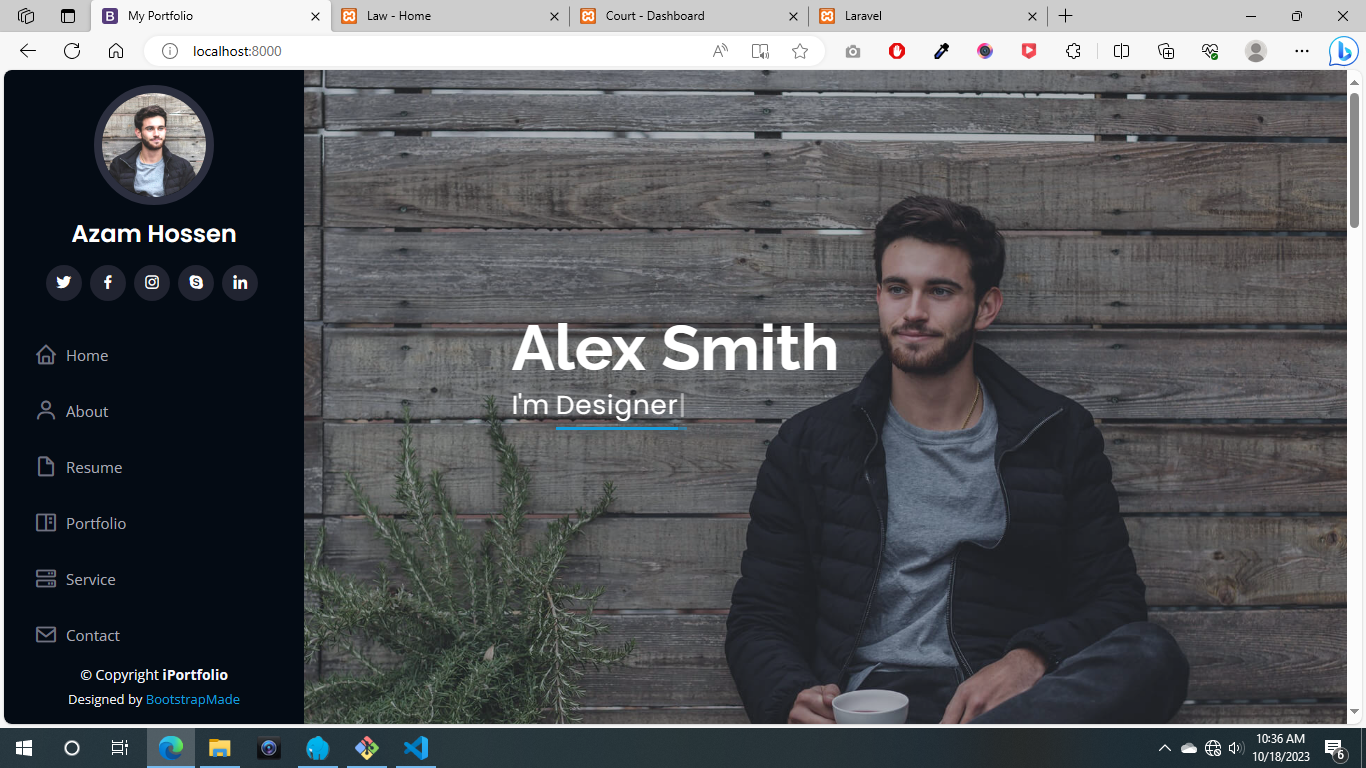 My Portfolio
Law - Home
Court - Dashboard
Laravel
localhost:8000
Azam Hossen
Home
About
Resume
Portfolio
Service
Contact
© Copyright iPortfolio
Designed by BootstrapMade
Alex Smith
I'm Designer
10:36 AM
10/18/2023
6